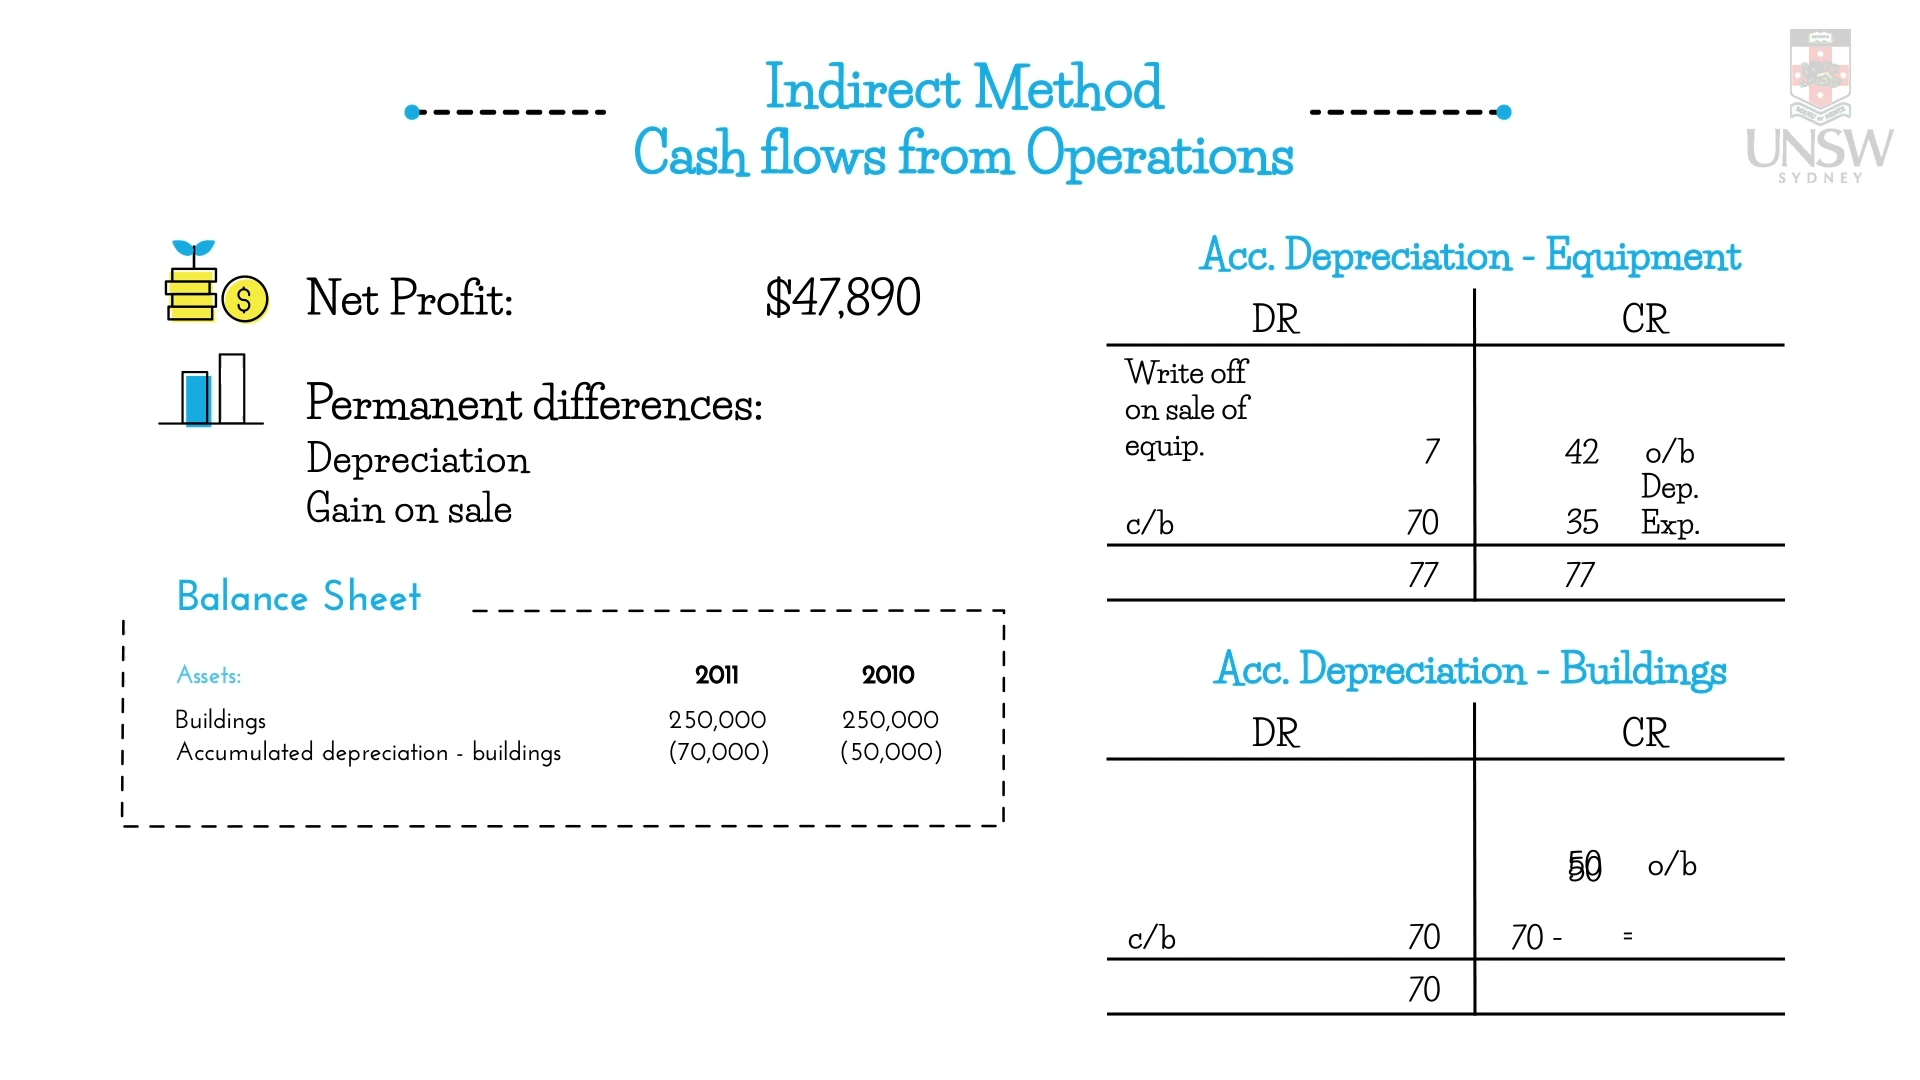 Indirect Method
Cash flows from Operations
UNSW
SYDNEY
$
Net Profit: $47,890
Permanent differences:
Depreciation
Gain on sale
Balance Sheet
Assets: 2011 2010
Buildings 250,000 250,000
Accumulated depreciation - buildings (70,000) (50,000)
Acc. Depreciation - Equipment
DR CR
Write off
on sale of
equip. 7 42 o/b
Dep.
c/b 70 35 Exp.
77 77
Acc. Depreciation - Buildings
DR CR
50 o/b
50
c/b 70 70 - =
70